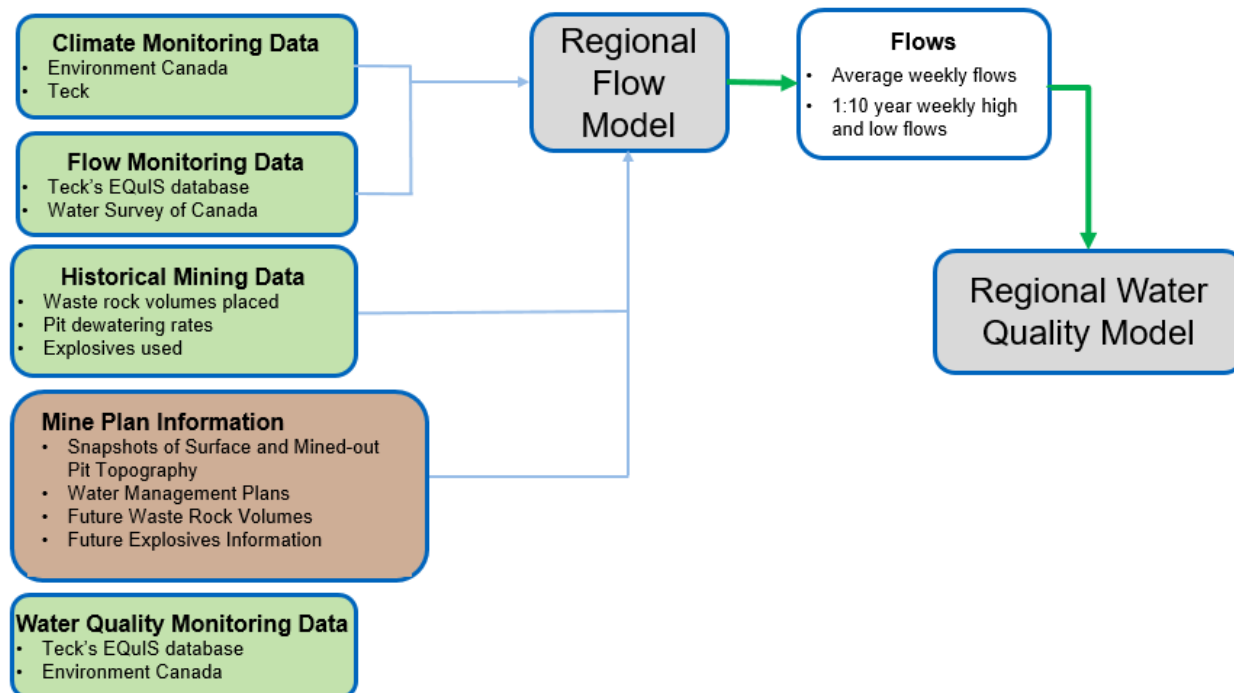 Climate Monitoring Data
• Environment Canada
• Teck
Flow Monitoring Data
• Teck's EQuIS database
• Water Survey of Canada
Historical Mining Data
• Waste rock volumes placed
• Pit dewatering rates
• Explosives used
Mine Plan Information
• Snapshots of Surface and Mined-out
Pit Topography
• Water Management Plans
• Future Waste Rock Volumes
• Future Explosives Information
Water Quality Monitoring Data
• Teck's EQuIS database
• Environment Canada
Regional
Flow
Model
Flows
• Average weekly flows
• 1:10 year weekly high
and low flows
Regional Water
Quality Model